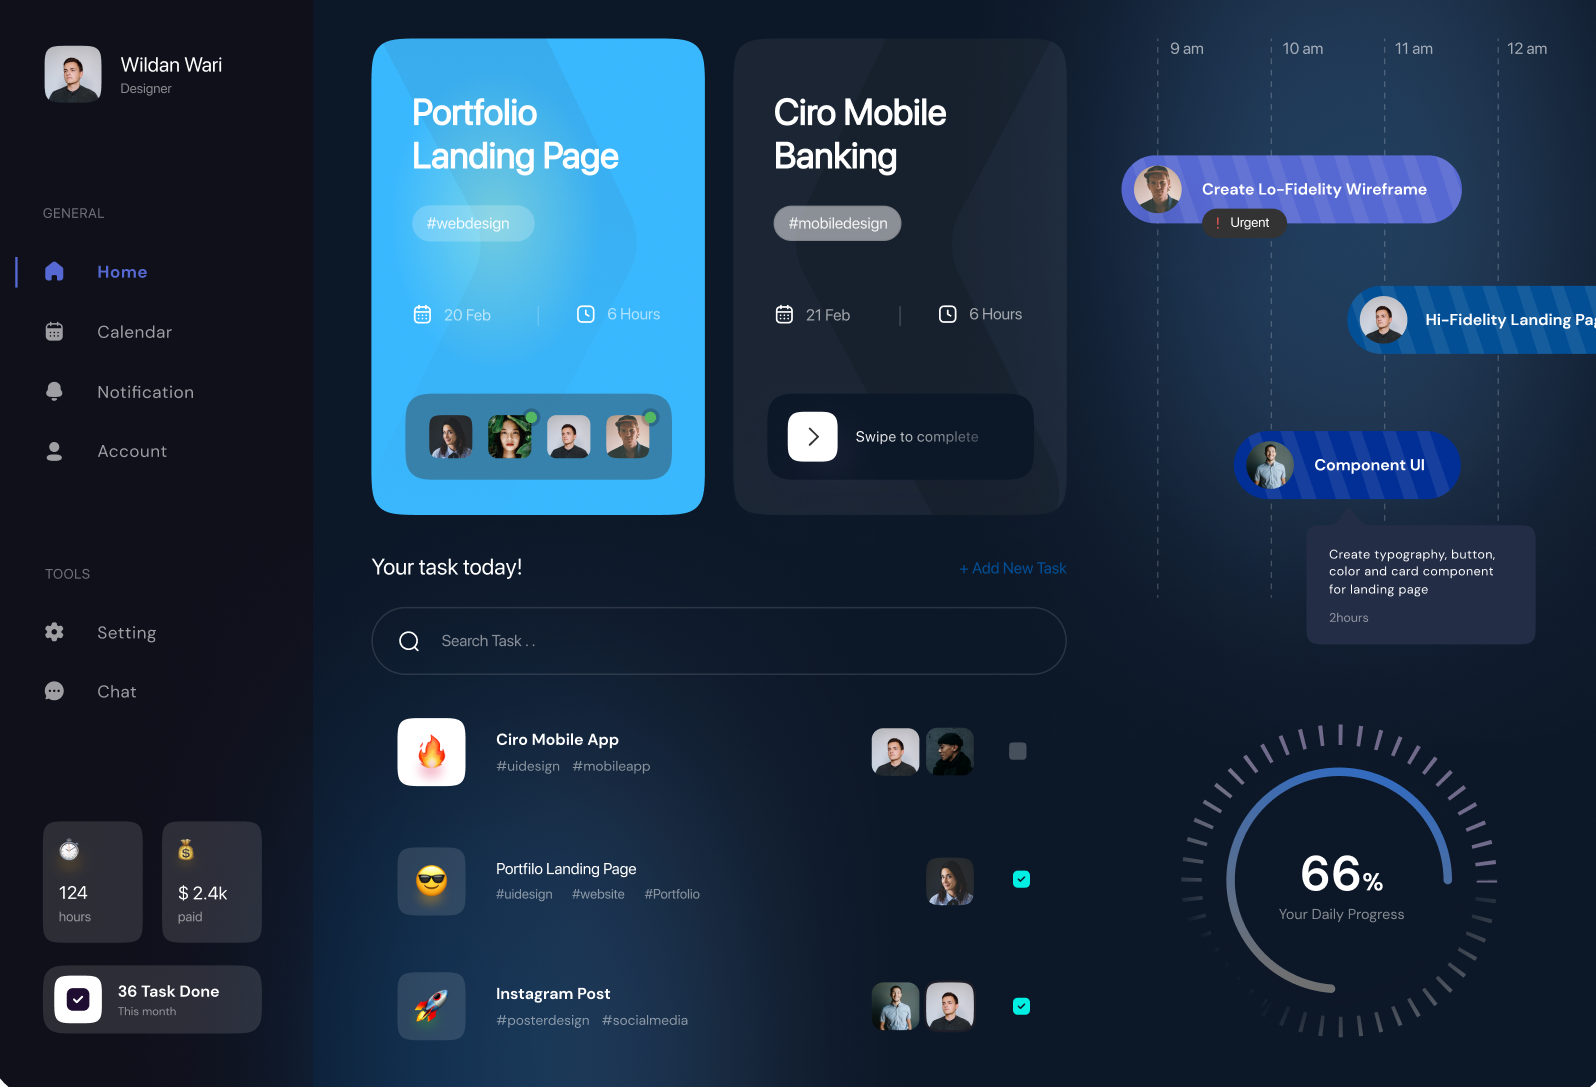 Wildan Wari
Designer
GENERAL
Home
Calendar
Notification
Account
TOOLS
Setting
Chat
124
hours
$ 2.4k
paid
36 Task Done
This month
Portfolio
Landing Page
#webdesign
20 Feb
6 Hours
Ciro Mobile
Banking
#mobiledesign
21 Feb
6 Hours
Swipe to complete
Your task today!
+ Add New Task
Search Task . .
Ciro Mobile App
#uidesign #mobileapp
Portfilo Landing Page
#uidesign #website #Portfolio
Instagram Post
#posterdesign #socialmedia
9 am 10 am 11 am 12 am
Create Lo-Fidelity Wireframe
! Urgent
Hi-Fidelity Landing Pag
Component UI
Create typography, button,
color and card component
for landing page
2hours
66%
Your Daily Progress